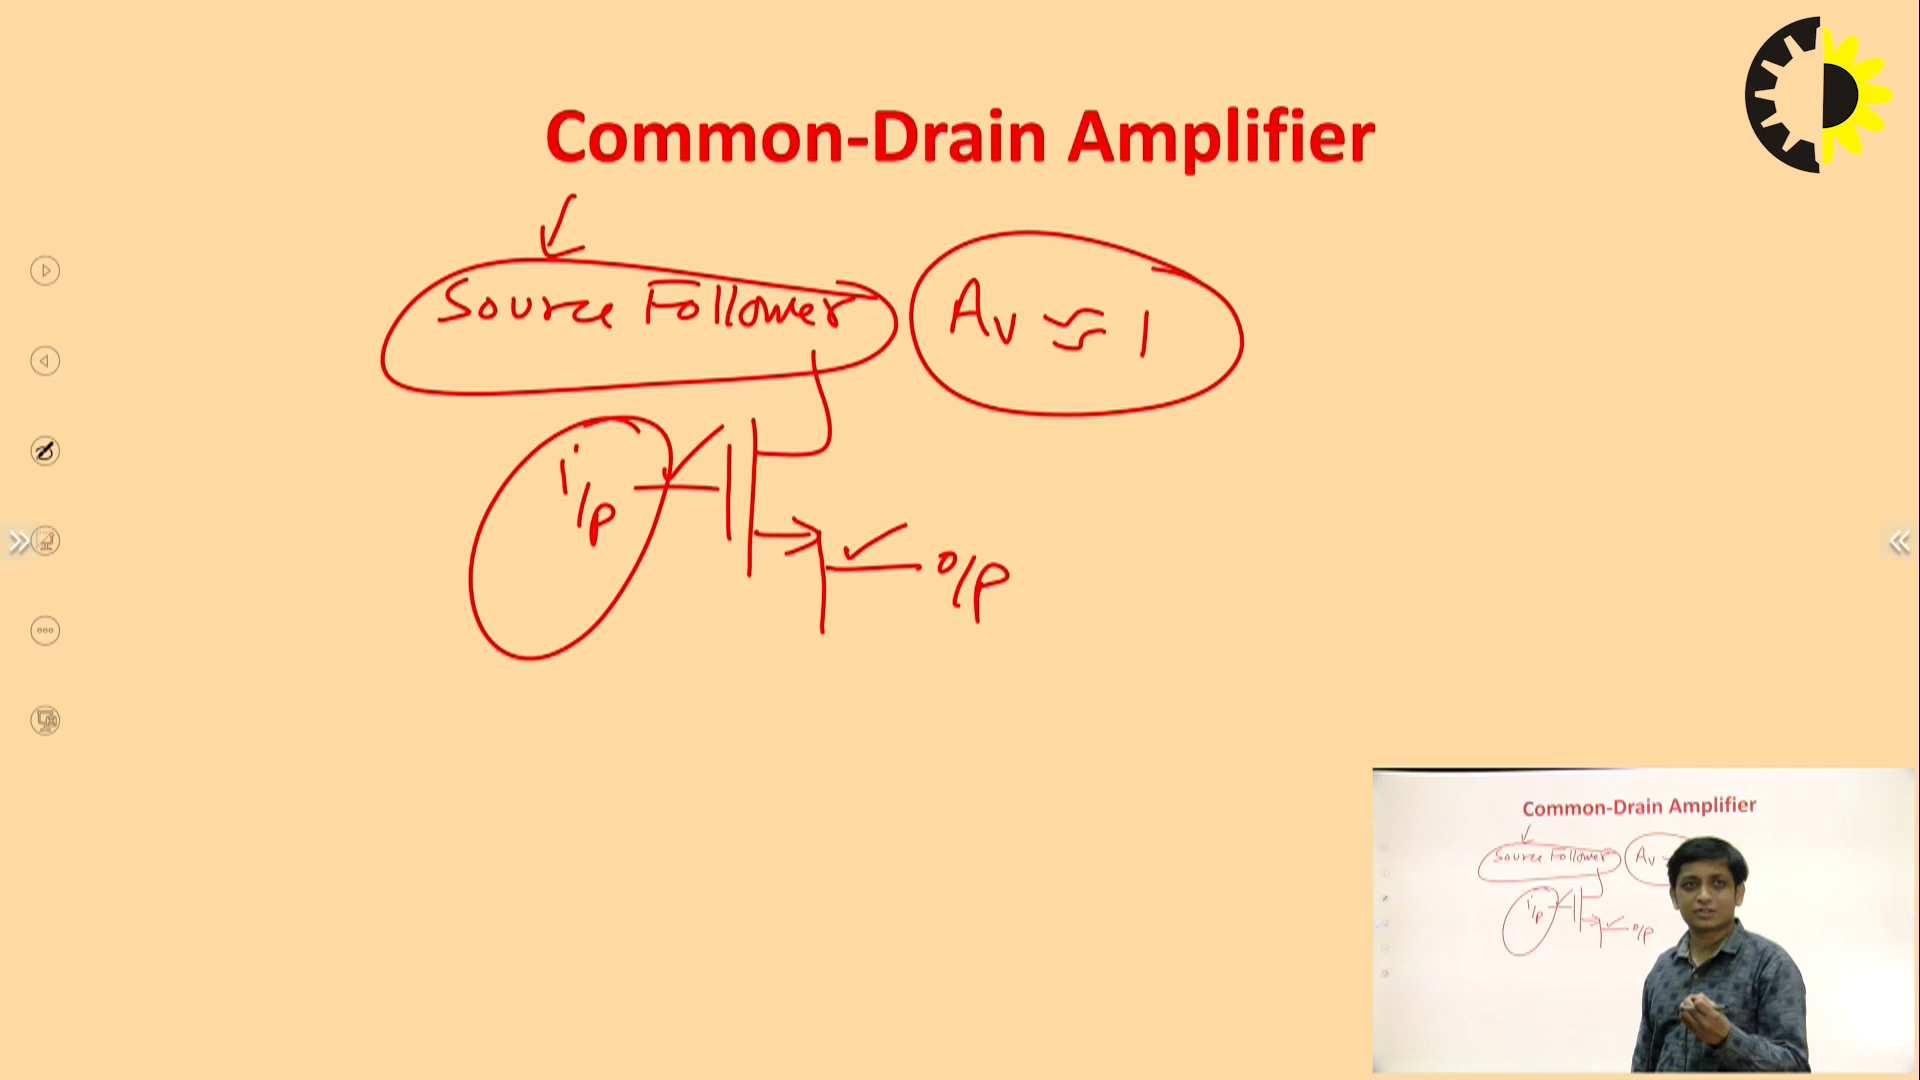 Common-Drain Amplifier
Source Follower
Av ≈ 1
i/p
o/p
Common-Drain Amplifier
Source Follower
Av
i/p
o/p